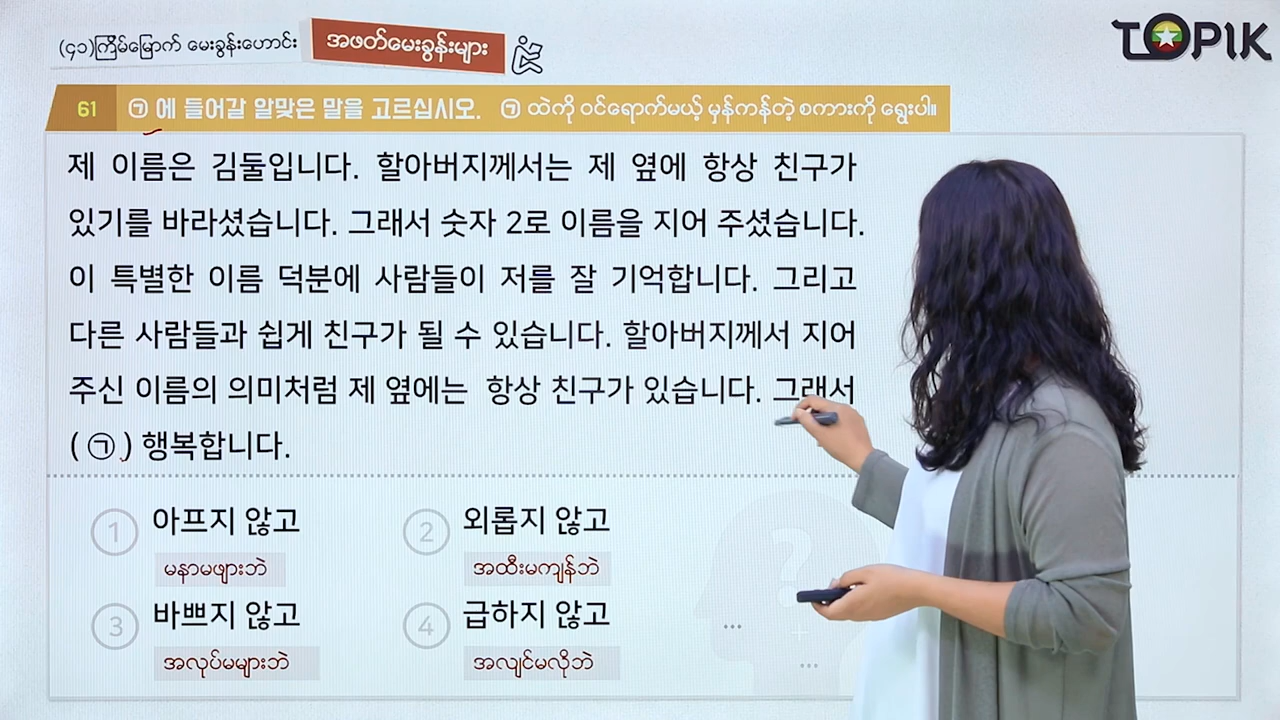 (၄၁)ကြိမ်မြောက် မေးခွန်းဟောင်း
အဖတ်မေးခွန်းများ
TOPIK
61 ㉠ 에 들어갈 알맞은 말을 고르십시오. ㉠ ထဲကို ဝင်ရောက်မယ့် မှန်ကန်တဲ့ စကားကို ရွေးပါ။
제 이름은 김둘입니다. 할아버지께서는 제 옆에 항상 친구가
있기를 바라셨습니다. 그래서 숫자 2로 이름을 지어 주셨습니다.
이 특별한 이름 덕분에 사람들이 저를 잘 기억합니다. 그리고
다른 사람들과 쉽게 친구가 될 수 있습니다. 할아버지께서 지어
주신 이름의 의미처럼 제 옆에는 항상 친구가 있습니다. 그래서
( ㉠ ) 행복합니다.
1 아프지 않고
မနာမဖျားဘဲ
2 외롭지 않고
အထီးမကျန်ဘဲ
3 바쁘지 않고
အလုပ်မများဘဲ
4 급하지 않고
အလျင်မလိုဘဲ